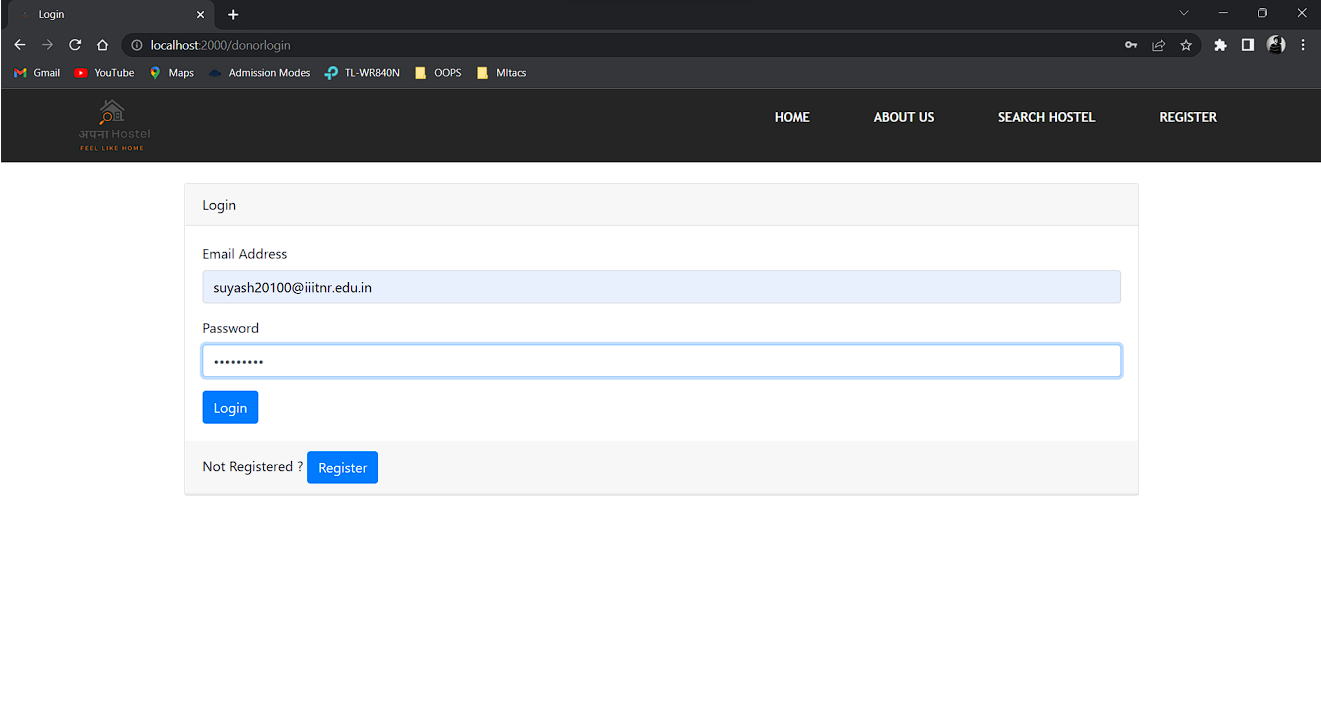 Login
localhost:2000/donorlogin
Gmail YouTube Maps Admission Modes TL-WR840N OOPS MItacs
अपना Hostel
FEEL LIKE HOME
HOME ABOUT US SEARCH HOSTEL REGISTER
Login
Email Address
suyash20100@iiitnr.edu.in
Password
•••••••••
Login
Not Registered ? Register